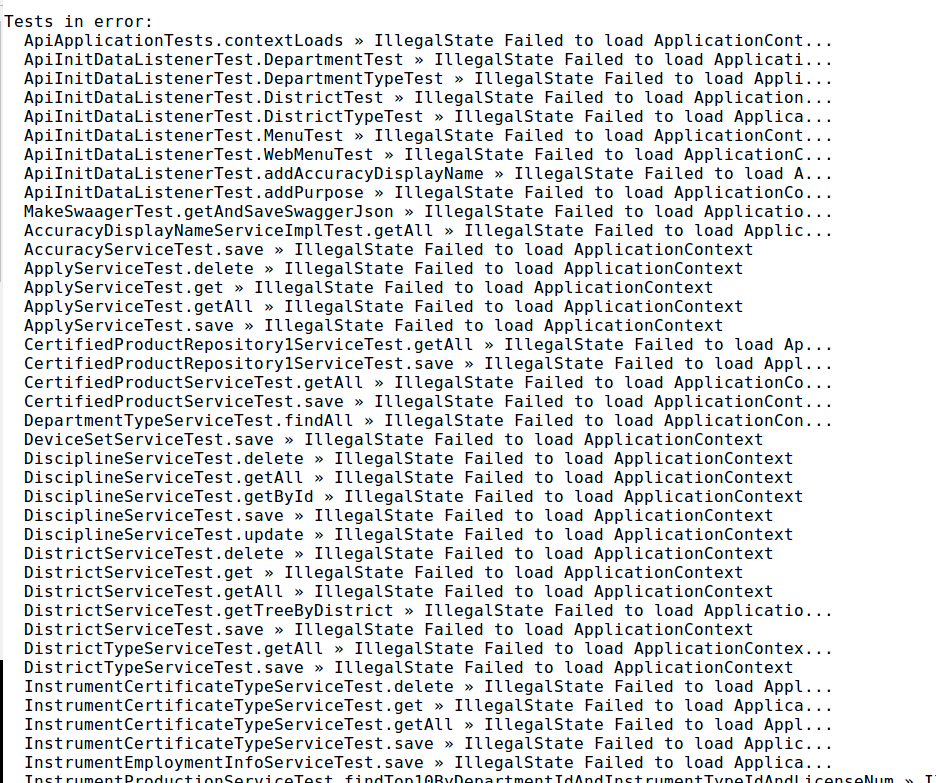 Tests in error:
ApiApplicationTests.contextLoads » IllegalState Failed to load ApplicationCont...
ApiInitDataListenerTest.DepartmentTest » IllegalState Failed to load Applicati...
ApiInitDataListenerTest.DepartmentTypeTest » IllegalState Failed to load Appli...
ApiInitDataListenerTest.DistrictTest » IllegalState Failed to load Application...
ApiInitDataListenerTest.DistrictTypeTest » IllegalState Failed to load Applica...
ApiInitDataListenerTest.MenuTest » IllegalState Failed to load ApplicationCont...
ApiInitDataListenerTest.WebMenuTest » IllegalState Failed to load ApplicationC...
ApiInitDataListenerTest.addAccuracyDisplayName » IllegalState Failed to load A...
ApiInitDataListenerTest.addPurpose » IllegalState Failed to load ApplicationCo...
MakeSwaagerTest.getAndSaveSwaggerJson » IllegalState Failed to load Applicatio...
AccuracyDisplayNameServiceImplTest.getAll » IllegalState Failed to load Applic...
AccuracyServiceTest.save » IllegalState Failed to load ApplicationContext
ApplyServiceTest.delete » IllegalState Failed to load ApplicationContext
ApplyServiceTest.get » IllegalState Failed to load ApplicationContext
ApplyServiceTest.getAll » IllegalState Failed to load ApplicationContext
ApplyServiceTest.save » IllegalState Failed to load ApplicationContext
CertifiedProductRepository1ServiceTest.getAll » IllegalState Failed to load Ap...
CertifiedProductRepository1ServiceTest.save » IllegalState Failed to load Appl...
CertifiedProductServiceTest.getAll » IllegalState Failed to load ApplicationCo...
CertifiedProductServiceTest.save » IllegalState Failed to load ApplicationCont...
DepartmentTypeServiceTest.findAll » IllegalState Failed to load ApplicationCon...
DeviceSetServiceTest.save » IllegalState Failed to load ApplicationContext
DisciplineServiceTest.delete » IllegalState Failed to load ApplicationContext
DisciplineServiceTest.getAll » IllegalState Failed to load ApplicationContext
DisciplineServiceTest.getById » IllegalState Failed to load ApplicationContext
DisciplineServiceTest.save » IllegalState Failed to load ApplicationContext
DisciplineServiceTest.update » IllegalState Failed to load ApplicationContext
DistrictServiceTest.delete » IllegalState Failed to load ApplicationContext
DistrictServiceTest.get » IllegalState Failed to load ApplicationContext
DistrictServiceTest.getAll » IllegalState Failed to load ApplicationContext
DistrictServiceTest.getTreeByDistrict » IllegalState Failed to load Applicatio...
DistrictServiceTest.save » IllegalState Failed to load ApplicationContext
DistrictTypeServiceTest.getAll » IllegalState Failed to load ApplicationContex...
DistrictTypeServiceTest.save » IllegalState Failed to load ApplicationContext
InstrumentCertificateTypeServiceTest.delete » IllegalState Failed to load Appl...
InstrumentCertificateTypeServiceTest.get » IllegalState Failed to load Applica...
InstrumentCertificateTypeServiceTest.getAll » IllegalState Failed to load Appl...
InstrumentCertificateTypeServiceTest.save » IllegalState Failed to load Applic...
InstrumentEmploymentInfoServiceTest.save » IllegalState Failed to load Applica...
InstrumentProductionServiceTest.findTop10ByDepartmentIdAndInstrumentTypeIdAndLicenseNum » I